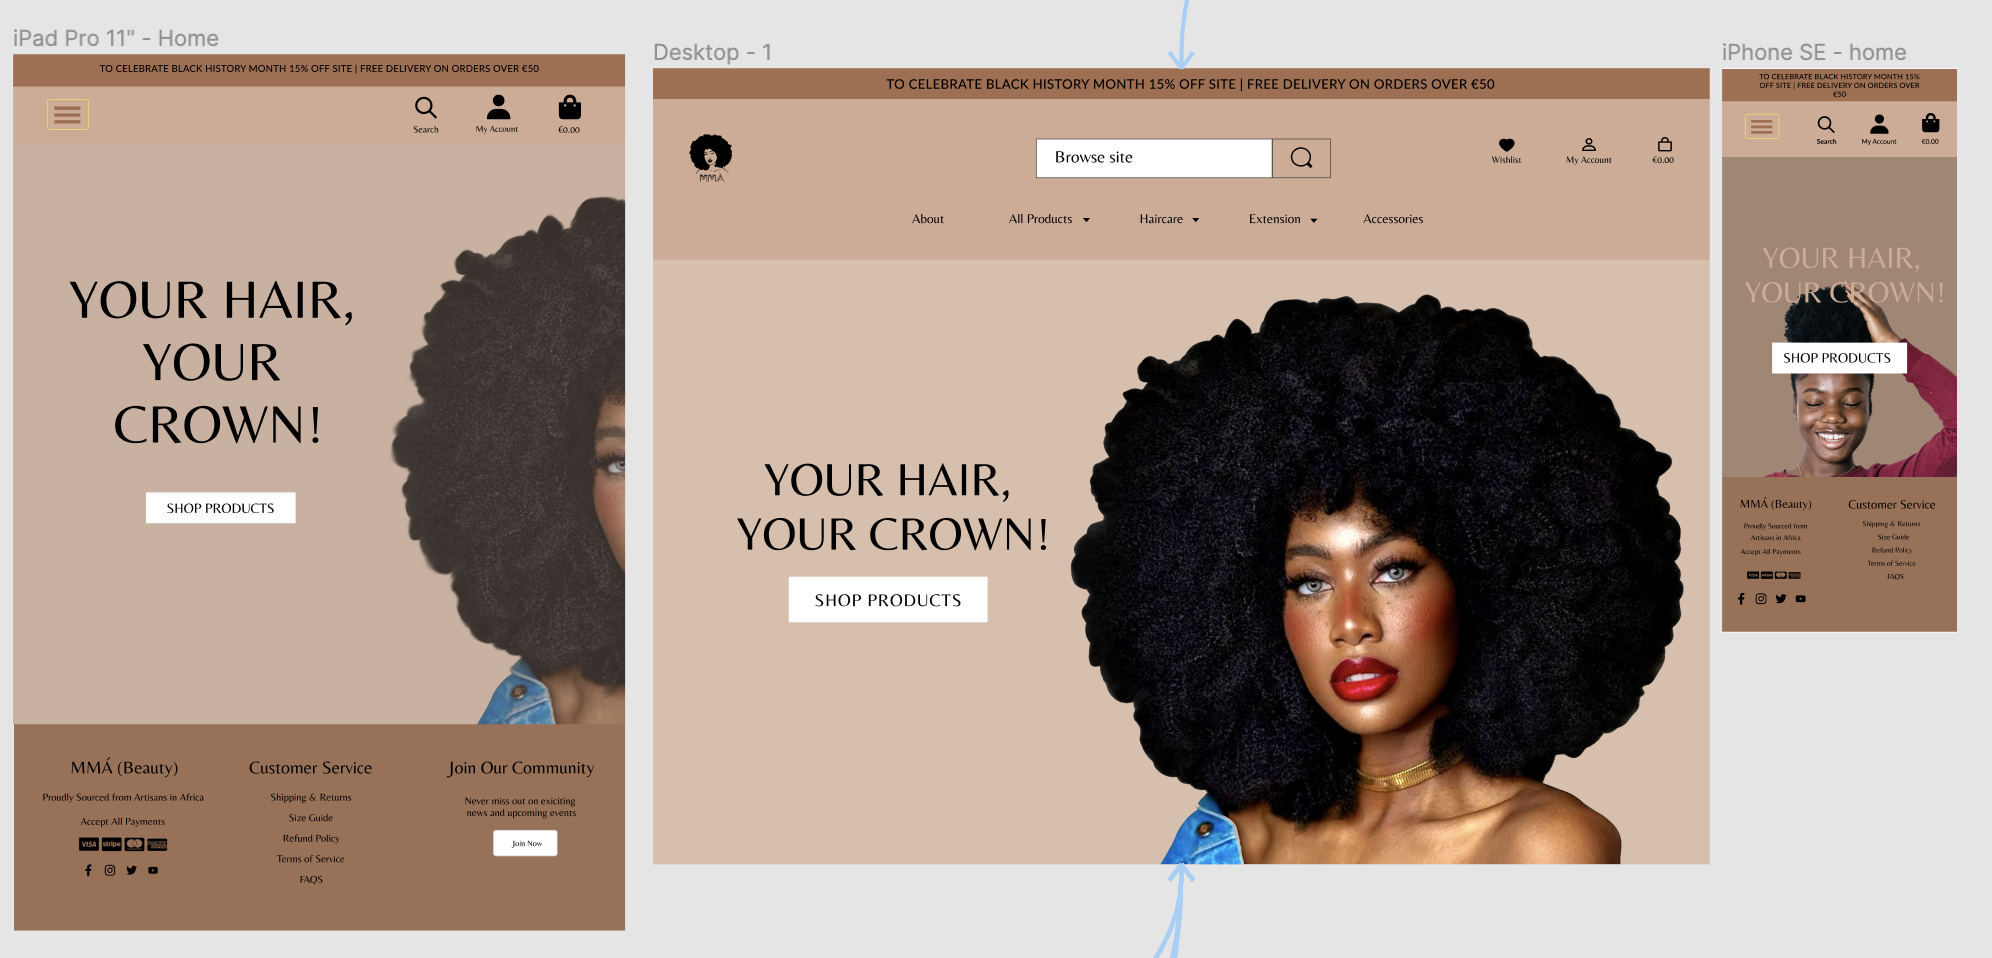 iPad Pro 11" - Home
TO CELEBRATE BLACK HISTORY MONTH 15% OFF SITE | FREE DELIVERY ON ORDERS OVER €50
Search
My Account
€0.00
YOUR HAIR,
YOUR
CROWN!
SHOP PRODUCTS
MMÁ (Beauty)
Proudly Sourced from Artisans in Africa
Accept All Payments
VISA stripe
Customer Service
Shipping & Returns
Size Guide
Refund Policy
Terms of Service
FAQS
Join Our Community
Never miss out on exiciting
news and upcoming events
Join Now
Desktop - 1
TO CELEBRATE BLACK HISTORY MONTH 15% OFF SITE | FREE DELIVERY ON ORDERS OVER €50
MMA
Browse site
Wishlist
My Account
€0.00
About
All Products
Haircare
Extension
Accessories
YOUR HAIR,
YOUR CROWN!
SHOP PRODUCTS
iPhone SE - home
TO CELEBRATE BLACK HISTORY MONTH 15%
OFF SITE | FREE DELIVERY ON ORDERS OVER
€50
Search
My Account
€0.00
YOUR HAIR,
YOUR CROWN!
SHOP PRODUCTS
MMÁ (Beauty)
Proudly Sourced from
Artisans in Africa
Accept All Payments
VISA stripe
Customer Service
Shipping & Returns
Size Guide
Refund Policy
Terms of Service
FAQS